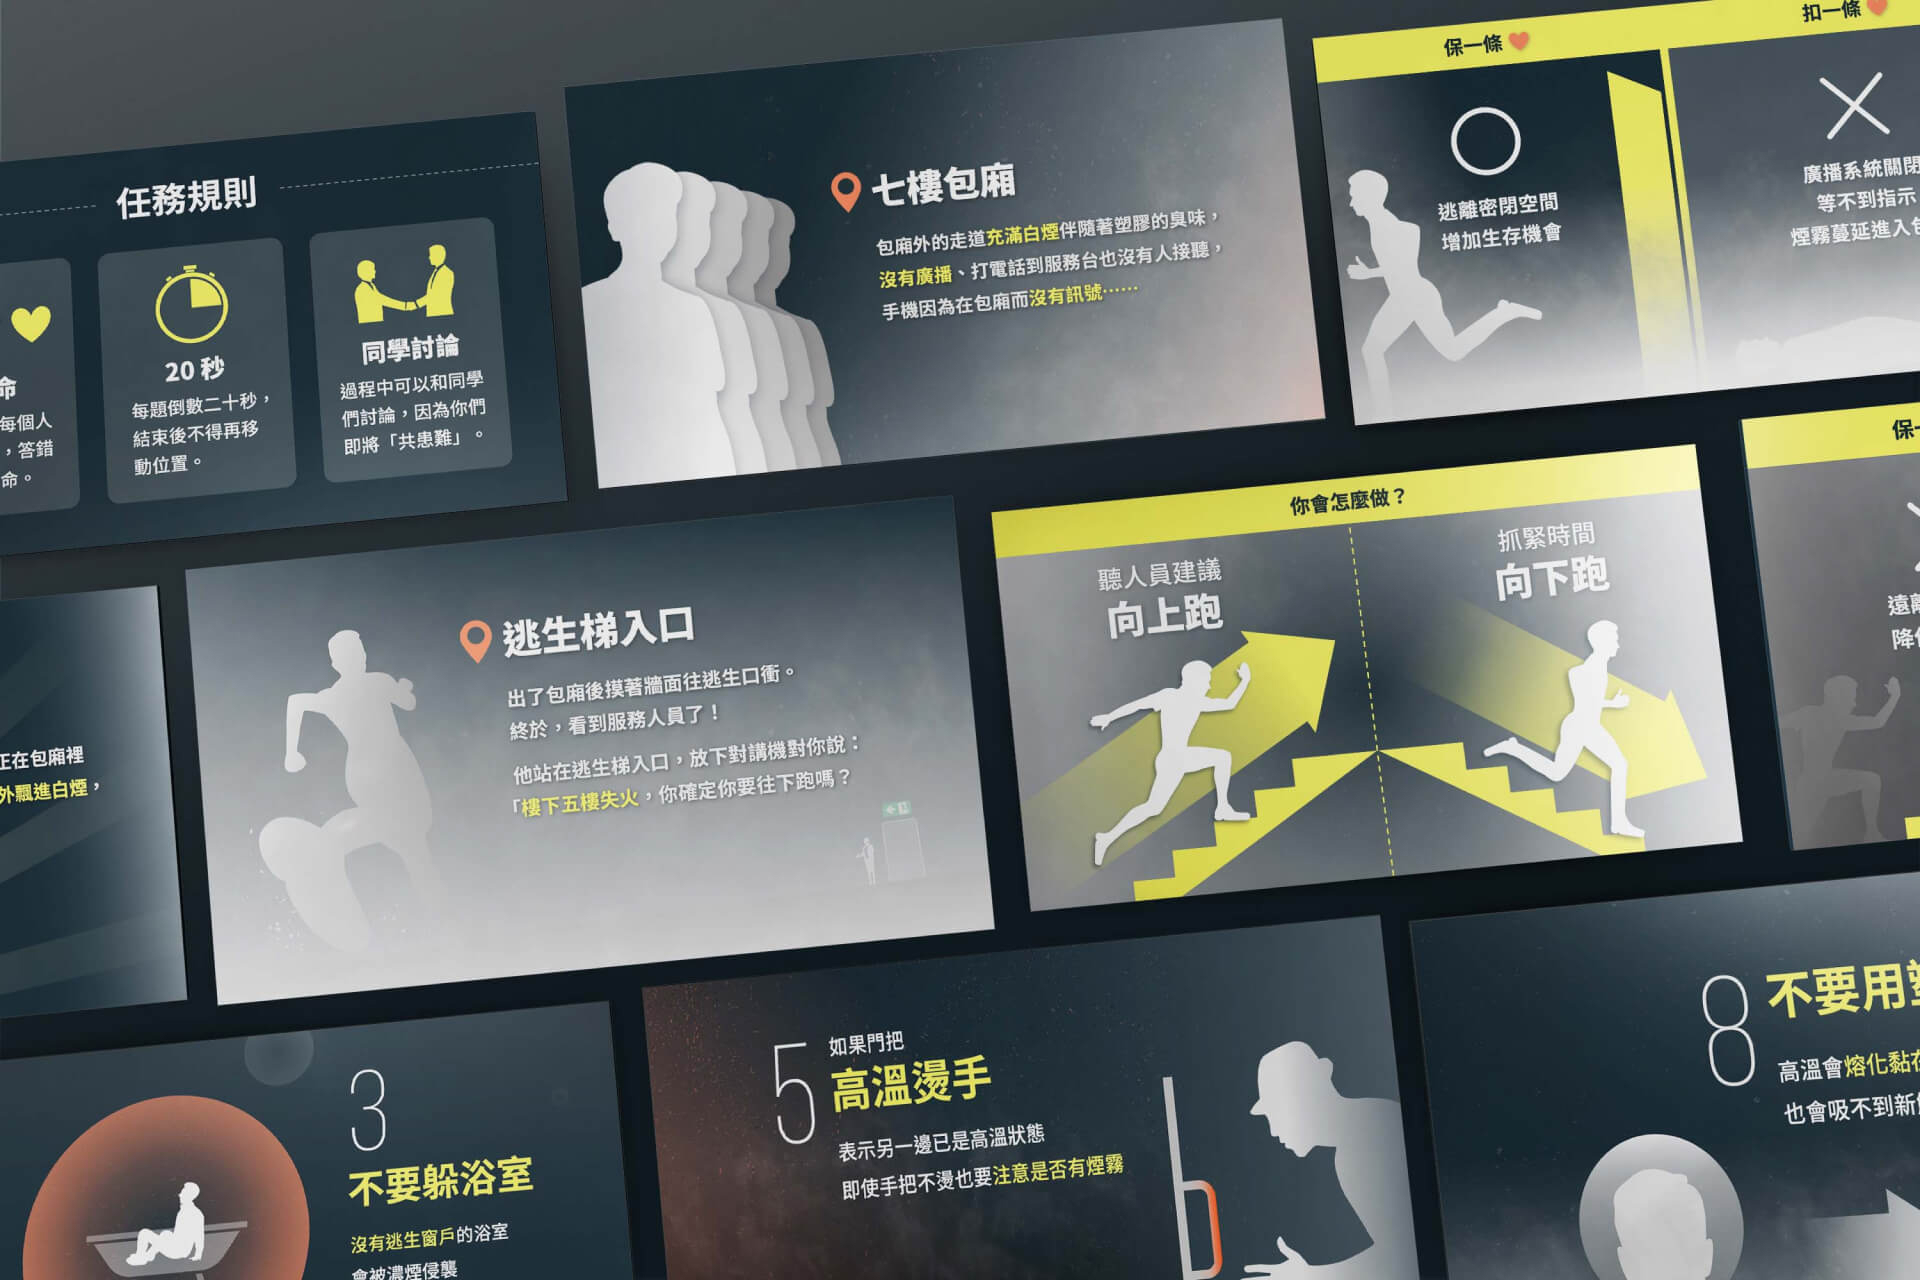 任務規則
命
每個人
，答錯
命。
20 秒
每題倒數二十秒，
結束後不得再移
動位置。
同學討論
過程中可以和同學
們討論，因為你們
即將「共患難」。
七樓包廂
包廂外的走道充滿白煙伴隨著塑膠的臭味，
沒有廣播、打電話到服務台也沒有人接聽，
手機因為在包廂而沒有訊號……
保一條
逃離密閉空間
增加生存機會
扣一條
廣播系統關閉
等不到指示
煙霧蔓延進入
正在包廂裡
外飄進白煙，
逃生梯入口
出了包廂後摸著牆面往逃生口衝。
終於，看到服務人員了！
他站在逃生梯入口，放下對講機對你說：
「樓下五樓失火，你確定你要往下跑嗎？
你會怎麼做？
聽人員建議
向上跑
抓緊時間
向下跑
保一
遠離
降
3
不要躲浴室
沒有逃生窗戶的浴室
會被濃煙侵襲
5
如果門把
高溫燙手
表示另一邊已是高溫狀態
即使手把不燙也要注意是否有煙霧
8
不要用
高溫會熔化黏在
也會吸不到新